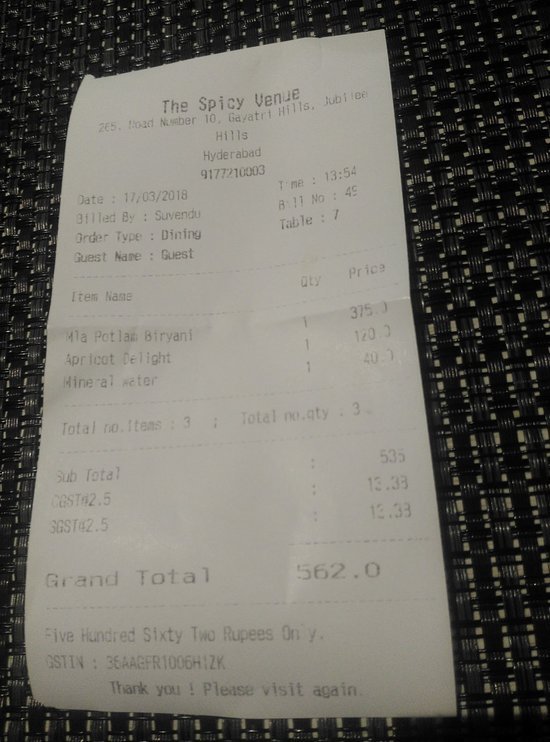 The Spicy Venue
265, Road Number 10, Gayatri Hills, Jubilee
Hills
Hyderabad
9177210003
Date : 17/03/2018 Time : 13:54
Billed By : Suvendu Bill No : 49
Order Type : Dining Table : 7
Guest Name : Guest
Item Name Qty Price
Mla Potlam Biryani 1 375.0
Apricot Delight 1 120.0
Mineral water 1 40.0
Total no.Items : 3 ; Total no.qty : 3
Sub Total : 535
CGST@2.5 : 13.38
SGST@2.5 : 13.38
Grand Total 562.0
Five Hundred Sixty Two Rupees Only.
GSTIN : 36AAGFR1006H1ZK
Thank you ! Please visit again.